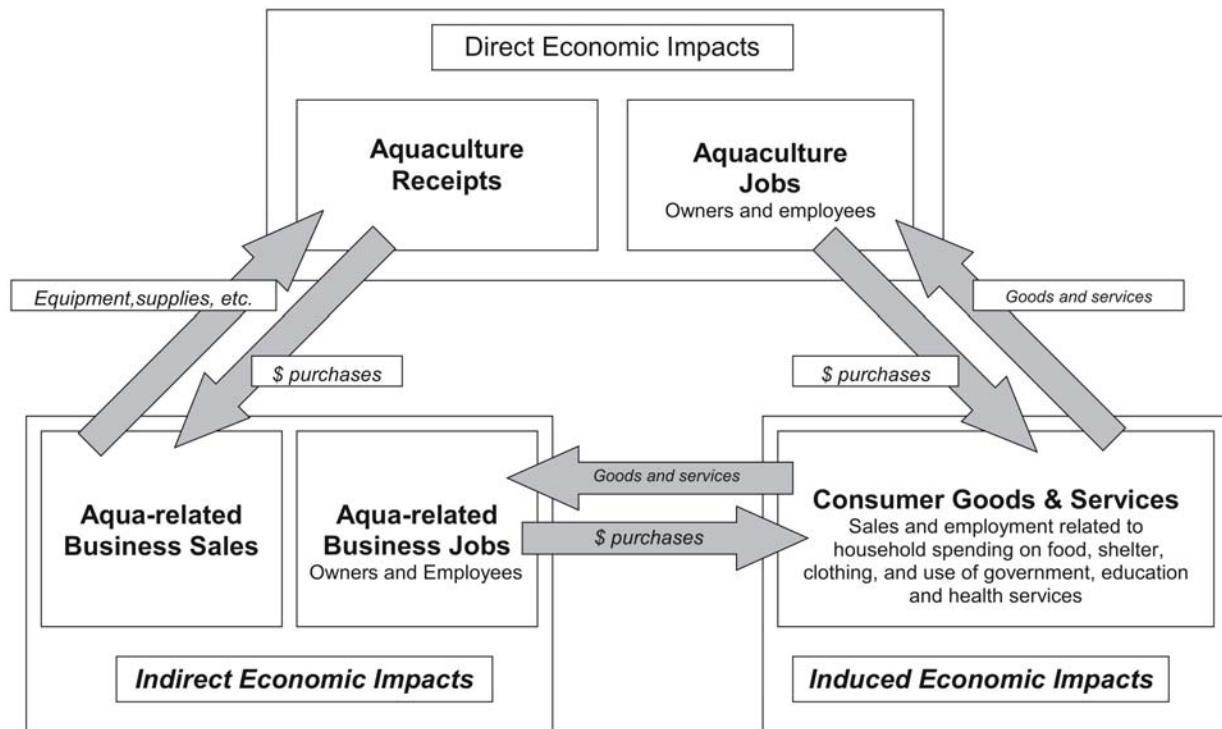 Direct Economic Impacts
Aquaculture
Receipts
Aquaculture
Jobs
Owners and employees
Equipment,supplies, etc.
Goods and services
$ purchases
$ purchases
Aqua-related
Business Sales
Aqua-related
Business Jobs
Owners and Employees
Goods and services
$ purchases
Consumer Goods & Services
Sales and employment related to
household spending on food, shelter,
clothing, and use of government, education
and health services
Indirect Economic Impacts
Induced Economic Impacts